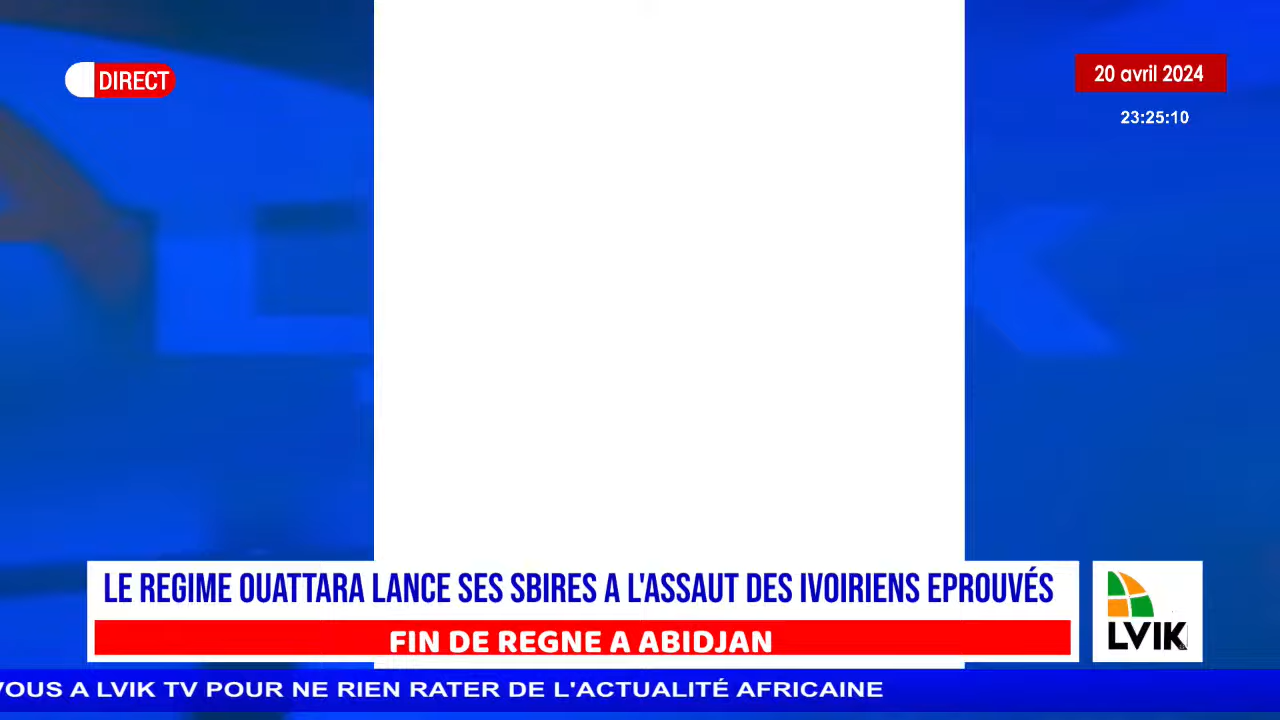 DIRECT
20 avril 2024
23:25:10
LE REGIME OUATTARA LANCE SES SBIRES A L'ASSAUT DES IVOIRIENS EPROUVÉS
FIN DE REGNE A ABIDJAN
LVIK
VOUS A LVIK TV POUR NE RIEN RATER DE L'ACTUALITÉ AFRICAINE